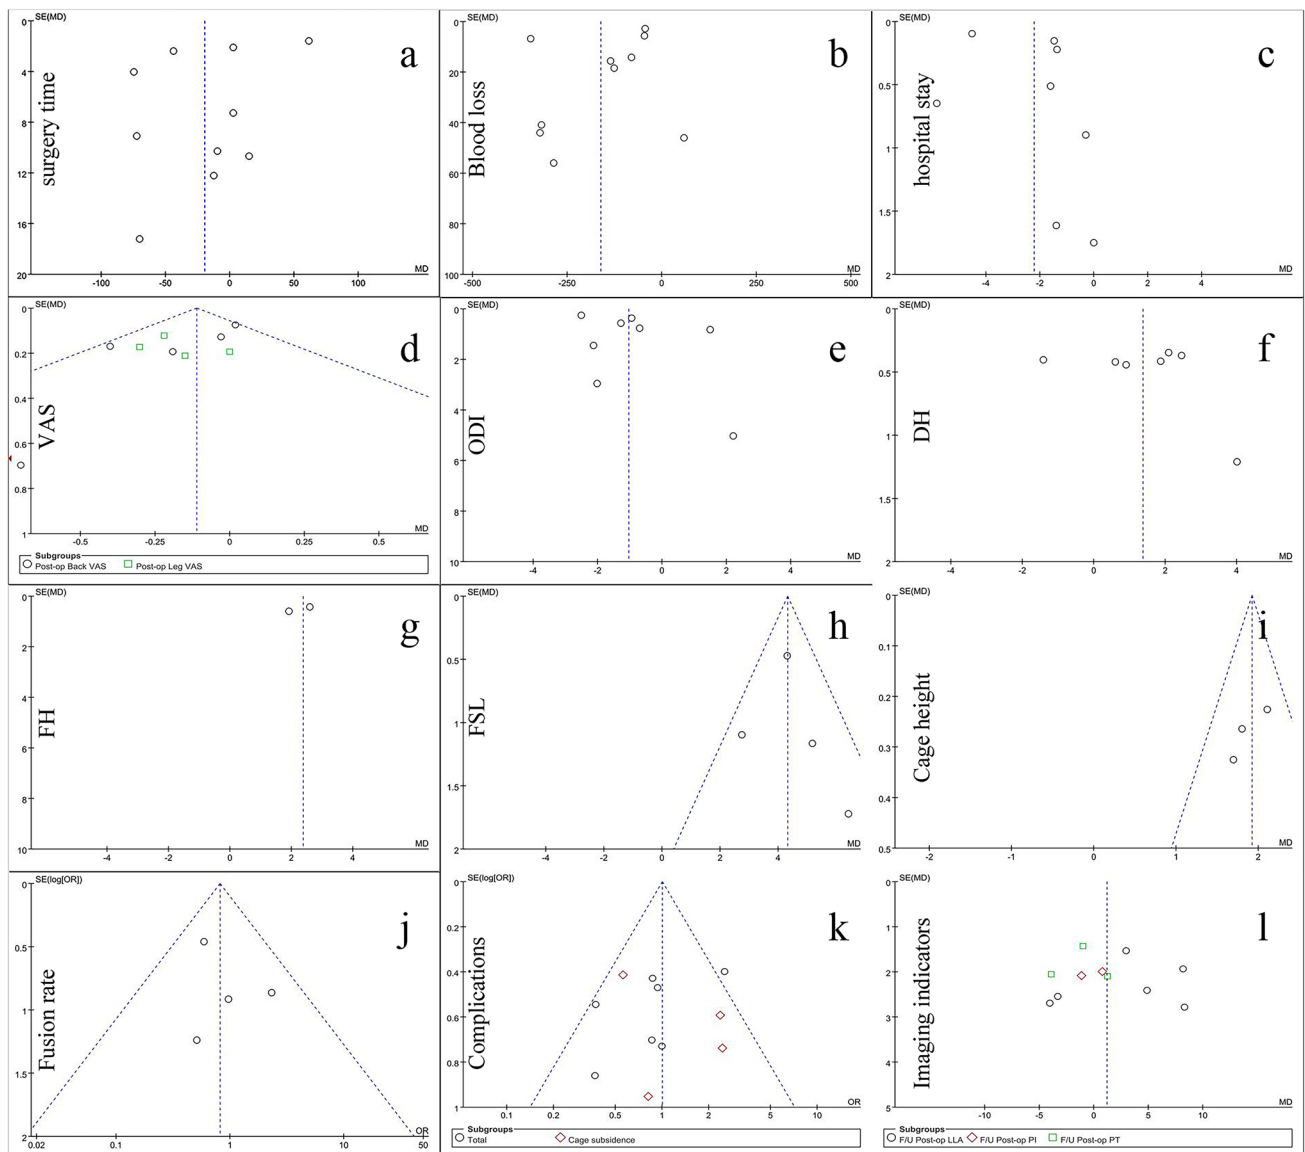 SE(MD)
0
4
8
12
16
20
-100
-50
0
50
100
MD
surgery time
a
SE(MD)
0
20
40
60
80
100
-500
-250
0
250
500
MD
Blood loss
b
SE(MD)
0
0.5
1
1.5
2
-4
-2
0
2
4
MD
hospital stay
c
SE(MD)
0
0.2
0.4
0.6
0.8
1
-0.5
-0.25
0
0.25
0.5
MD
VAS
d
Subgroups
Post-op Back VAS
Post-op Leg VAS
SE(MD)
0
2
4
6
8
10
-4
-2
0
2
4
MD
ODI
e
SE(MD)
0
0.5
1
1.5
2
-4
-2
0
2
4
MD
DH
f
SE(MD)
0
2
4
6
8
10
-4
-2
0
2
4
MD
FH
g
SE(MD)
0
0.5
1
1.5
2
-4
-2
0
2
4
MD
FSL
h
SE(MD)
0
0.1
0.2
0.3
0.4
0.5
-2
-1
0
1
2
MD
Cage height
i
SE(log[OR])
0
0.5
1
1.5
2
0.02
0.1
1
10
50
OR
Fusion rate
j
SE(log[OR])
0
0.2
0.4
0.6
0.8
1
0.1
0.2
0.5
1
2
5
10
OR
Complications
k
Subgroups
Total
Cage subsidence
SE(MD)
0
1
2
3
4
5
-10
-5
0
5
10
MD
Imaging indicators
l
Subgroups
F/U Post-op LLA
F/U Post-op PI
F/U Post-op PT